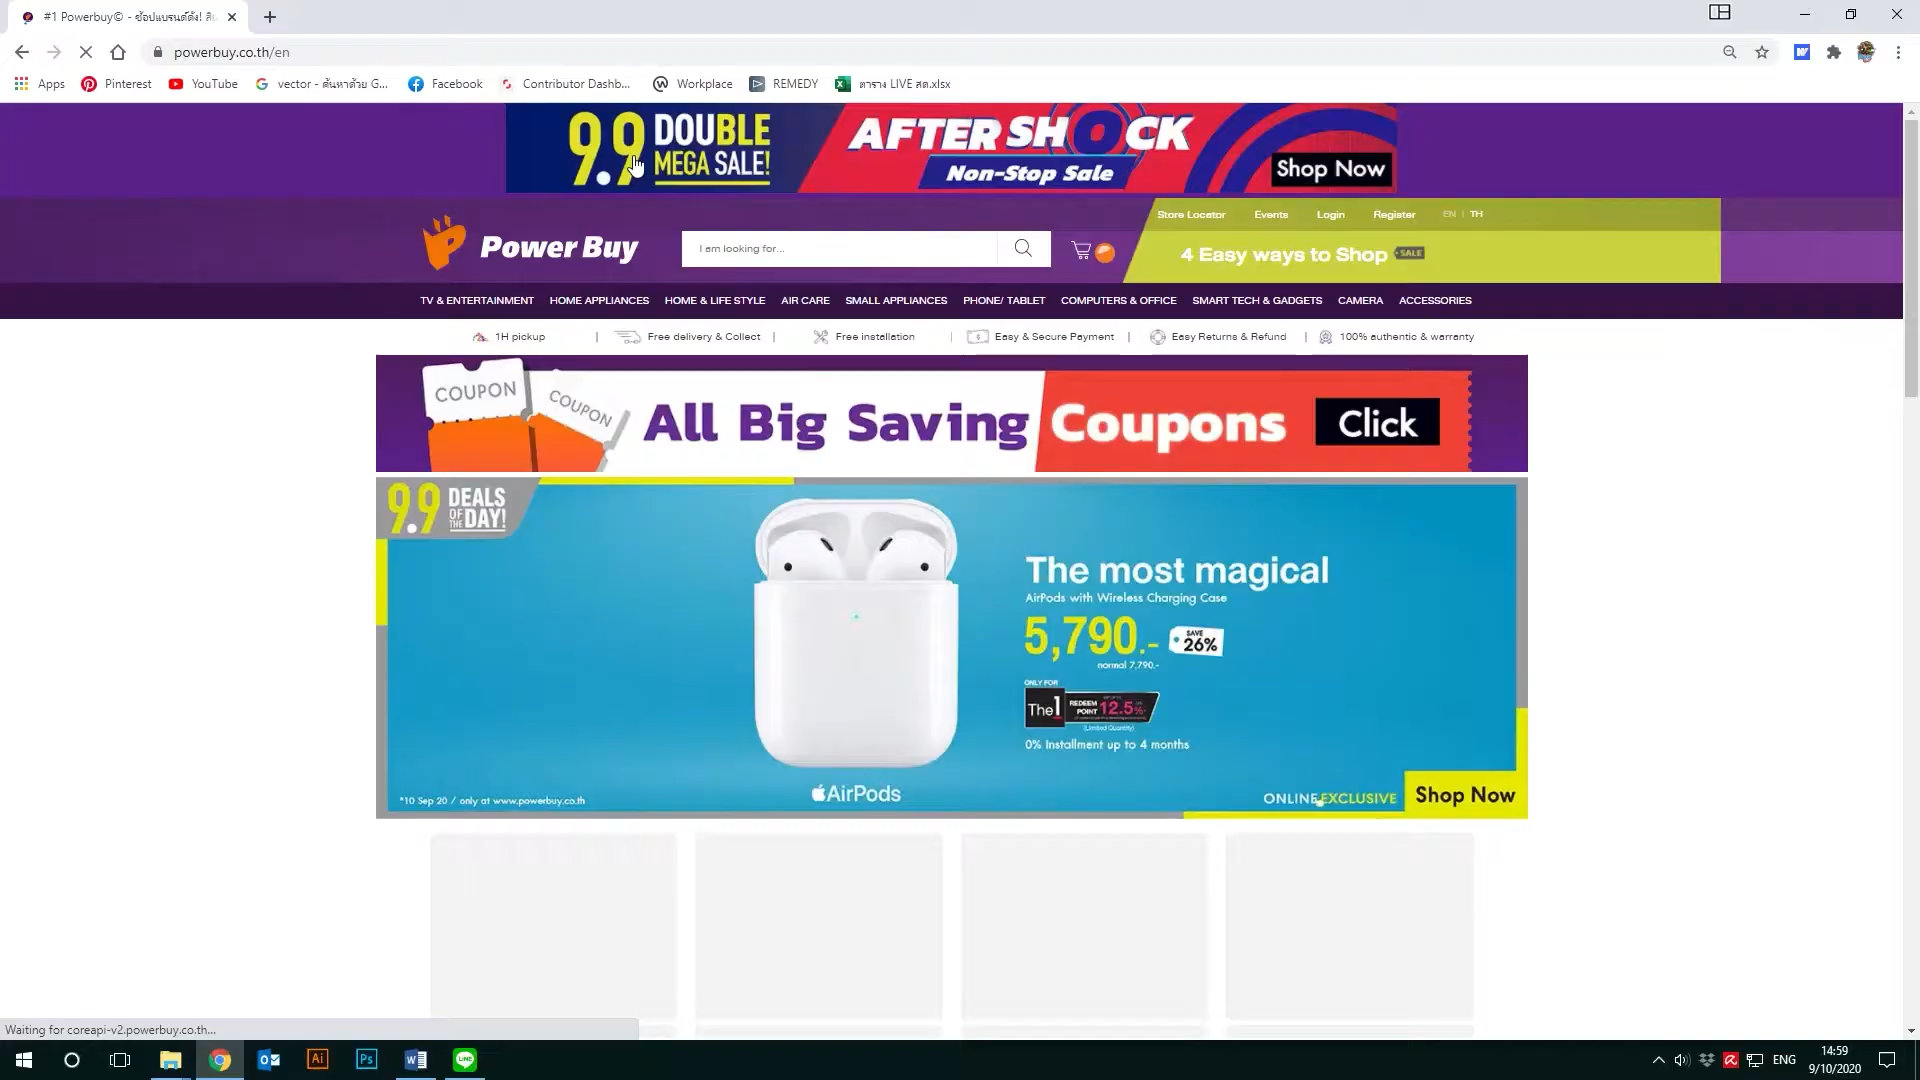 #1 Powerbuy© - ช้อปแบรนด์ดัง!
powerbuy.co.th/en
Apps Pinterest YouTube vector - ค้นหาด้วย G... Facebook Contributor Dashb... Workplace REMEDY ตาราง LIVE สด.xlsx
9.9 DOUBLE MEGA SALE!
AFTER SHOCK
Non-Stop Sale
Shop Now
Store Locator Events Login Register EN | TH
Power Buy
I am looking for...
4 Easy ways to Shop SALE
TV & ENTERTAINMENT HOME APPLIANCES HOME & LIFE STYLE AIR CARE SMALL APPLIANCES PHONE/ TABLET COMPUTERS & OFFICE SMART TECH & GADGETS CAMERA ACCESSORIES
1H pickup | Free delivery & Collect | Free installation | Easy & Secure Payment | Easy Returns & Refund | 100% authentic & warranty
COUPON
COUPON
All Big Saving Coupons
Click
9.9 DEALS OF THE DAY!
The most magical
AirPods with Wireless Charging Case
5,790.-
SAVE 26%
normal 7,790.-
ONLY FOR
The1
REDEEM POINT 12.5%
(Limited Quantity)
0% Installment up to 4 months
AirPods
*10 Sep 20 / only at www.powerbuy.co.th
ONLINE EXCLUSIVE
Shop Now
Waiting for coreapi-v2.powerbuy.co.th...
Ai Ps
ENG
14:59
9/10/2020